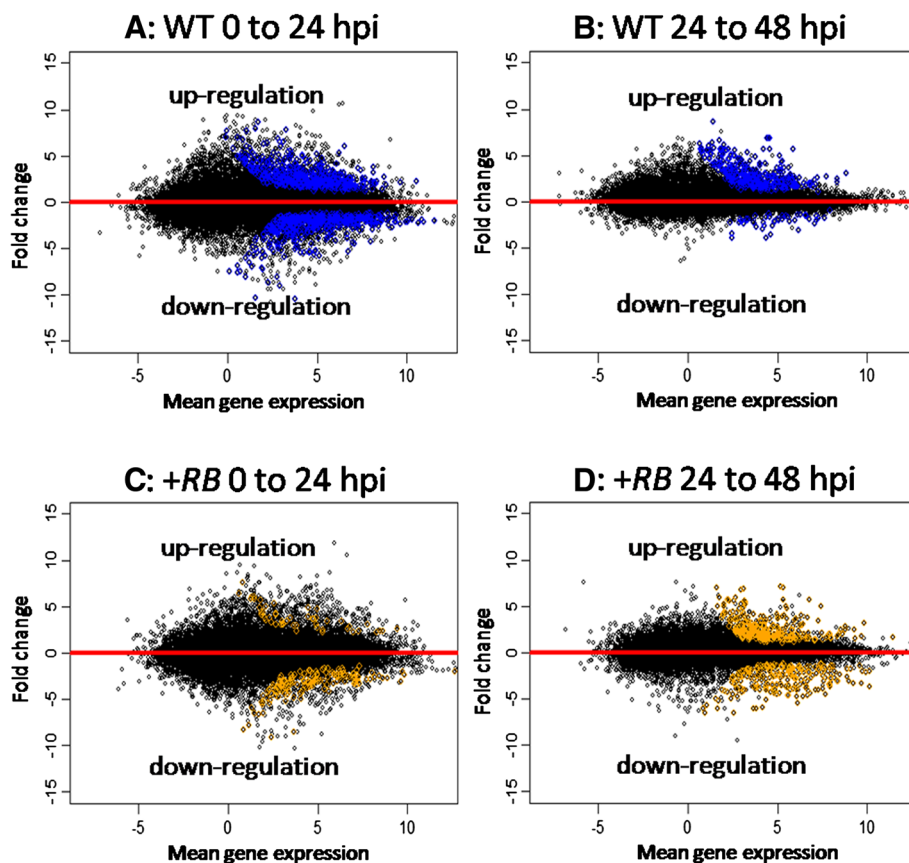 A: WT 0 to 24 hpi
15
10
5
0
-5
-10
-15
Fold change
up-regulation
down-regulation
-5
0
5
10
Mean gene expression
B: WT 24 to 48 hpi
15
10
5
0
-5
-10
-15
Fold change
up-regulation
down-regulation
-5
0
5
10
Mean gene expression
C: +RB 0 to 24 hpi
15
10
5
0
-5
-10
-15
Fold change
up-regulation
down-regulation
-5
0
5
10
Mean gene expression
D: +RB 24 to 48 hpi
15
10
5
0
-5
-10
-15
Fold change
up-regulation
down-regulation
-5
0
5
10
Mean gene expression